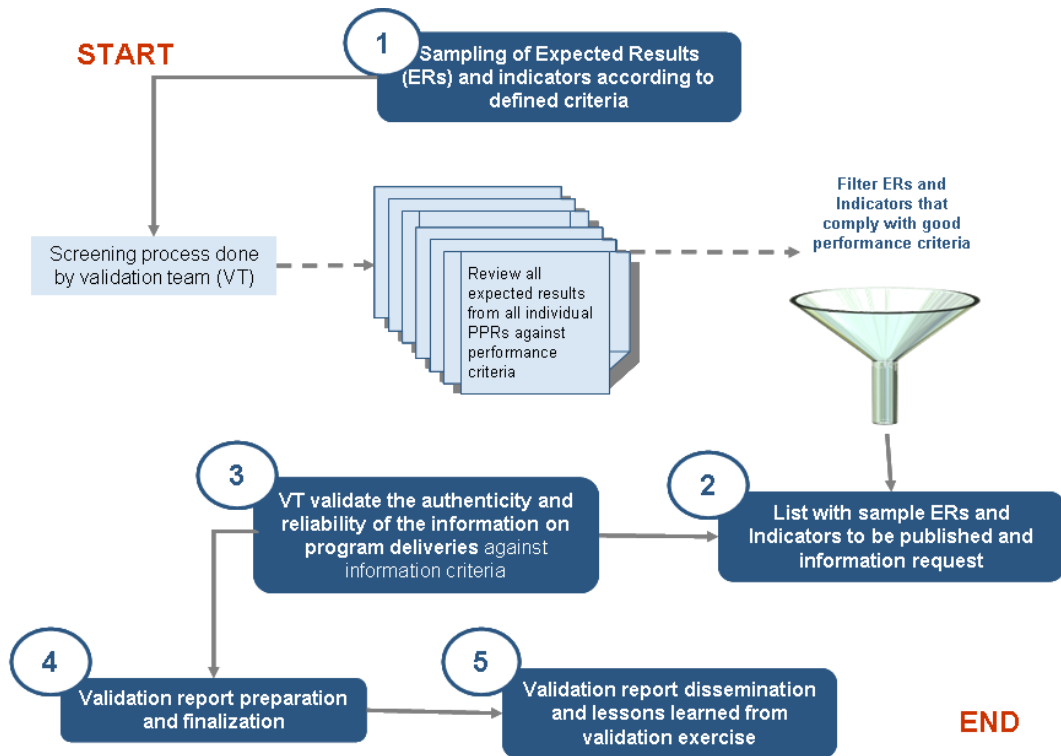 START
1
Sampling of Expected Results
(ERs) and indicators according to
defined criteria
Screening process done
by validation team (VT)
Review all
expected results
from all individual
PPRs against
performance
criteria
Filter ERs and
Indicators that
comply with good
performance criteria
2
List with sample ERs and
Indicators to be published and
information request
3
VT validate the authenticity and
reliability of the information on
program deliveries against
information criteria
4
Validation report preparation
and finalization
5
Validation report dissemination
and lessons learned from
validation exercise
END